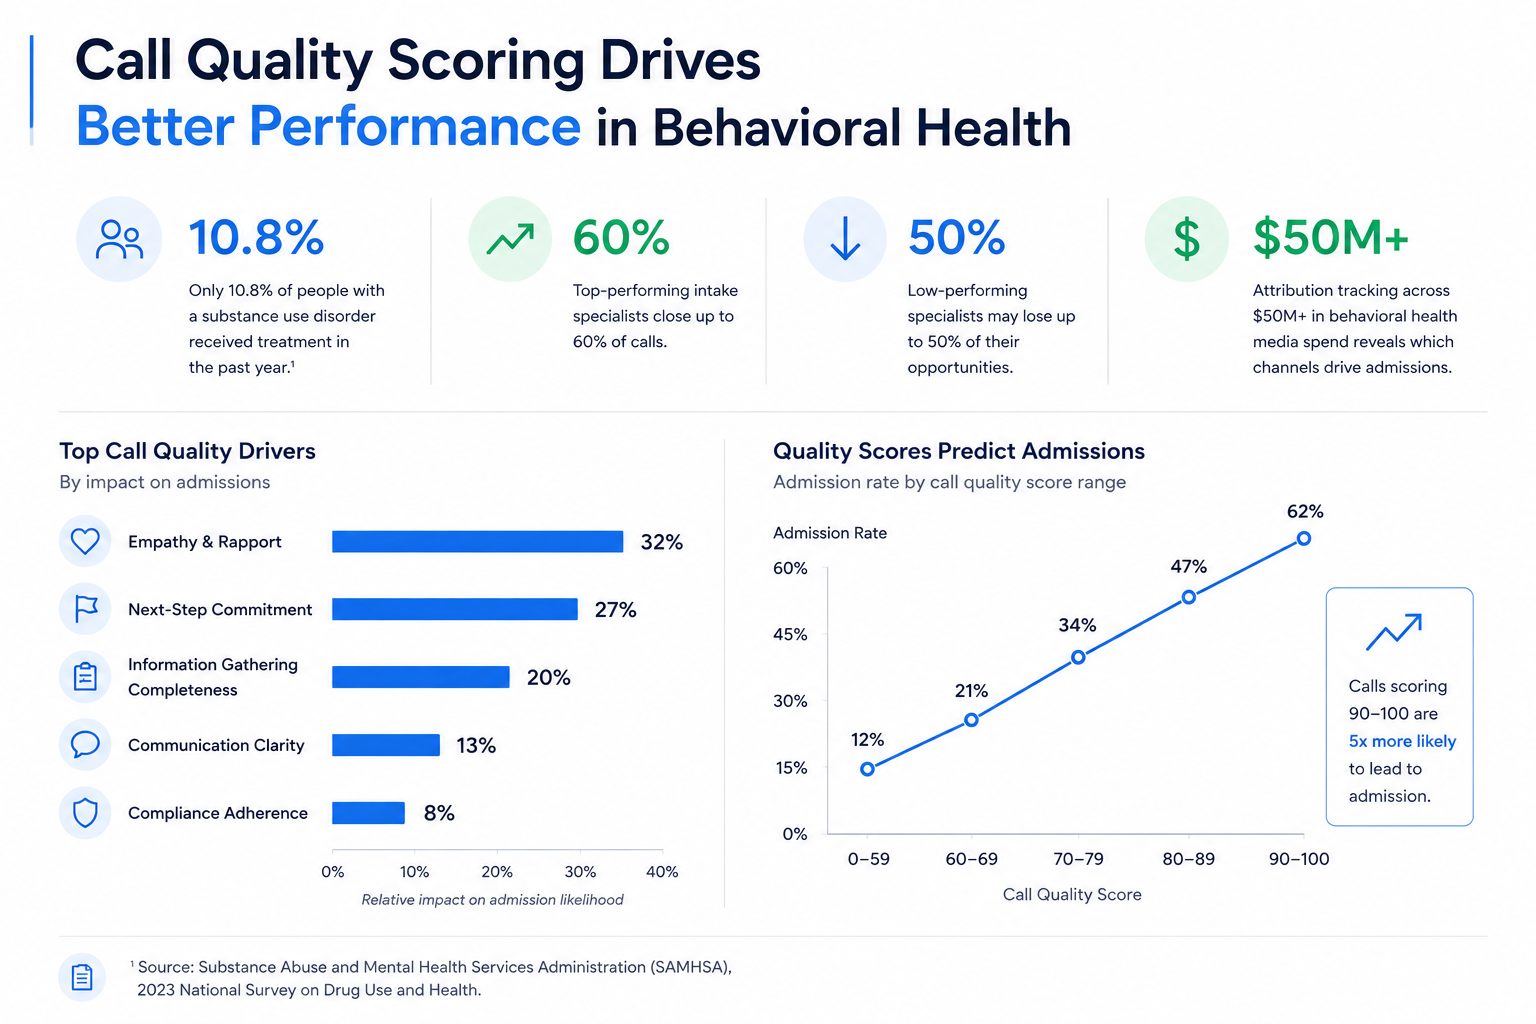 Call Quality Scoring Drives
Better Performance in Behavioral Health
10.8%
Only 10.8% of people with
a substance use disorder
received treatment in
the past year.¹
60%
Top-performing intake
specialists close up to
60% of calls.
50%
Low-performing
specialists may lose up
to 50% of their
opportunities.
$
$50M+
Attribution tracking across
$50M+ in behavioral health
media spend reveals which
channels drive admissions.
Top Call Quality Drivers
By impact on admissions
Empathy & Rapport
32%
Next-Step Commitment
27%
Information Gathering
Completeness
20%
Communication Clarity
13%
Compliance Adherence
8%
0% 10% 20% 30% 40%
Relative impact on admission likelihood
Quality Scores Predict Admissions
Admission rate by call quality score range
Admission Rate
60%
45%
30%
15%
0%
12%
21%
34%
47%
62%
0–59 60–69 70–79 80–89 90–100
Call Quality Score
Calls scoring
90–100 are
5x more likely
to lead to
admission.
¹ Source: Substance Abuse and Mental Health Services Administration (SAMHSA),
2023 National Survey on Drug Use and Health.